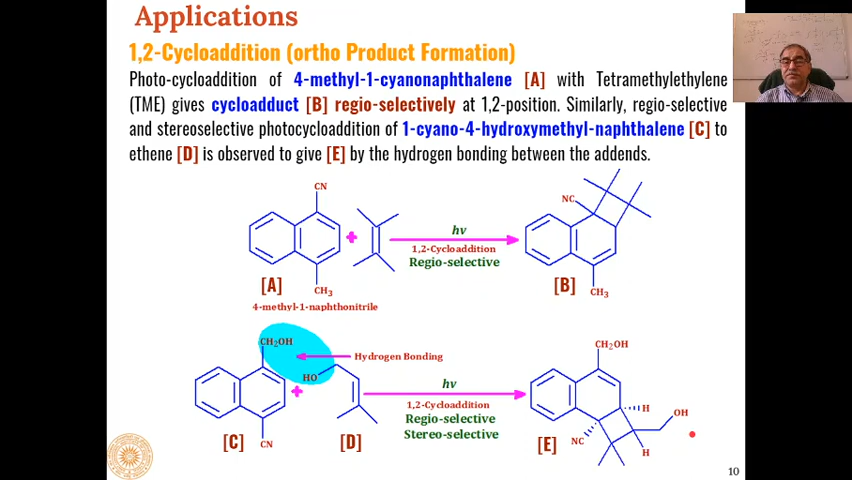 Applications
1,2-Cycloaddition (ortho Product Formation)
Photo-cycloaddition of 4-methyl-1-cyanonaphthalene [A] with Tetramethylethylene
(TME) gives cycloadduct [B] regio-selectively at 1,2-position. Similarly, regio-selective
and stereoselective photocycloaddition of 1-cyano-4-hydroxymethyl-naphthalene [C] to
ethene [D] is observed to give [E] by the hydrogen bonding between the addends.
CN
+
hν
1,2-Cycloaddition
Regio-selective
NC
[A]
CH3
4-methyl-1-naphthonitrile
[B]
CH3
CH2OH
Hydrogen Bonding
HO
+
hν
1,2-Cycloaddition
Regio-selective
Stereo-selective
CH2OH
H
OH
NC
H
[C]
CN
[D]
[E]
10